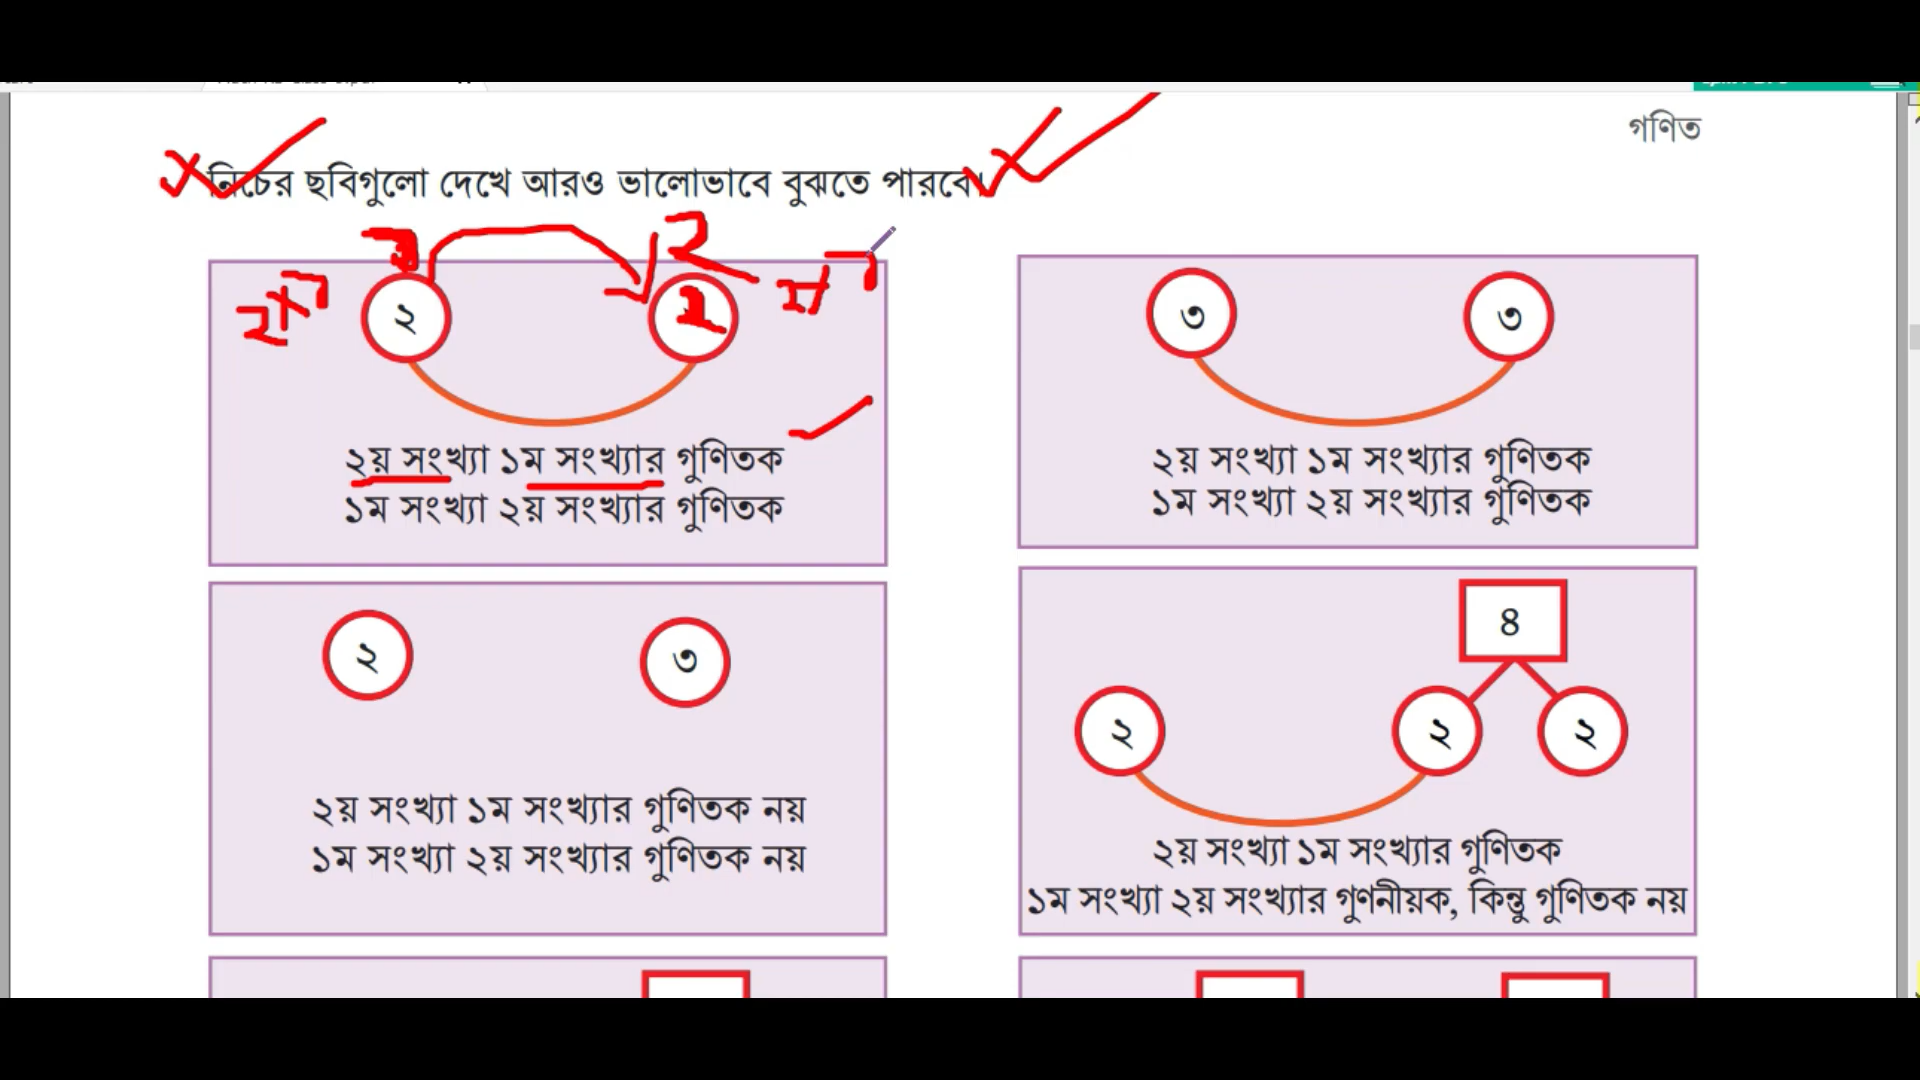 গণিত
নিচের ছবিগুলো দেখে আরও ভালোভাবে বুঝতে পারবে।
২
২য় সংখ্যা ১ম সংখ্যার গুণিতক
১ম সংখ্যা ২য় সংখ্যার গুণিতক
৩ ৩
২য় সংখ্যা ১ম সংখ্যার গুণিতক
১ম সংখ্যা ২য় সংখ্যার গুণিতক
২ ৩
২য় সংখ্যা ১ম সংখ্যার গুণিতক নয়
১ম সংখ্যা ২য় সংখ্যার গুণিতক নয়
৪
২ ২ ২
২য় সংখ্যা ১ম সংখ্যার গুণিতক
১ম সংখ্যা ২য় সংখ্যার গুণনীয়ক, কিন্তু গুণিতক নয়